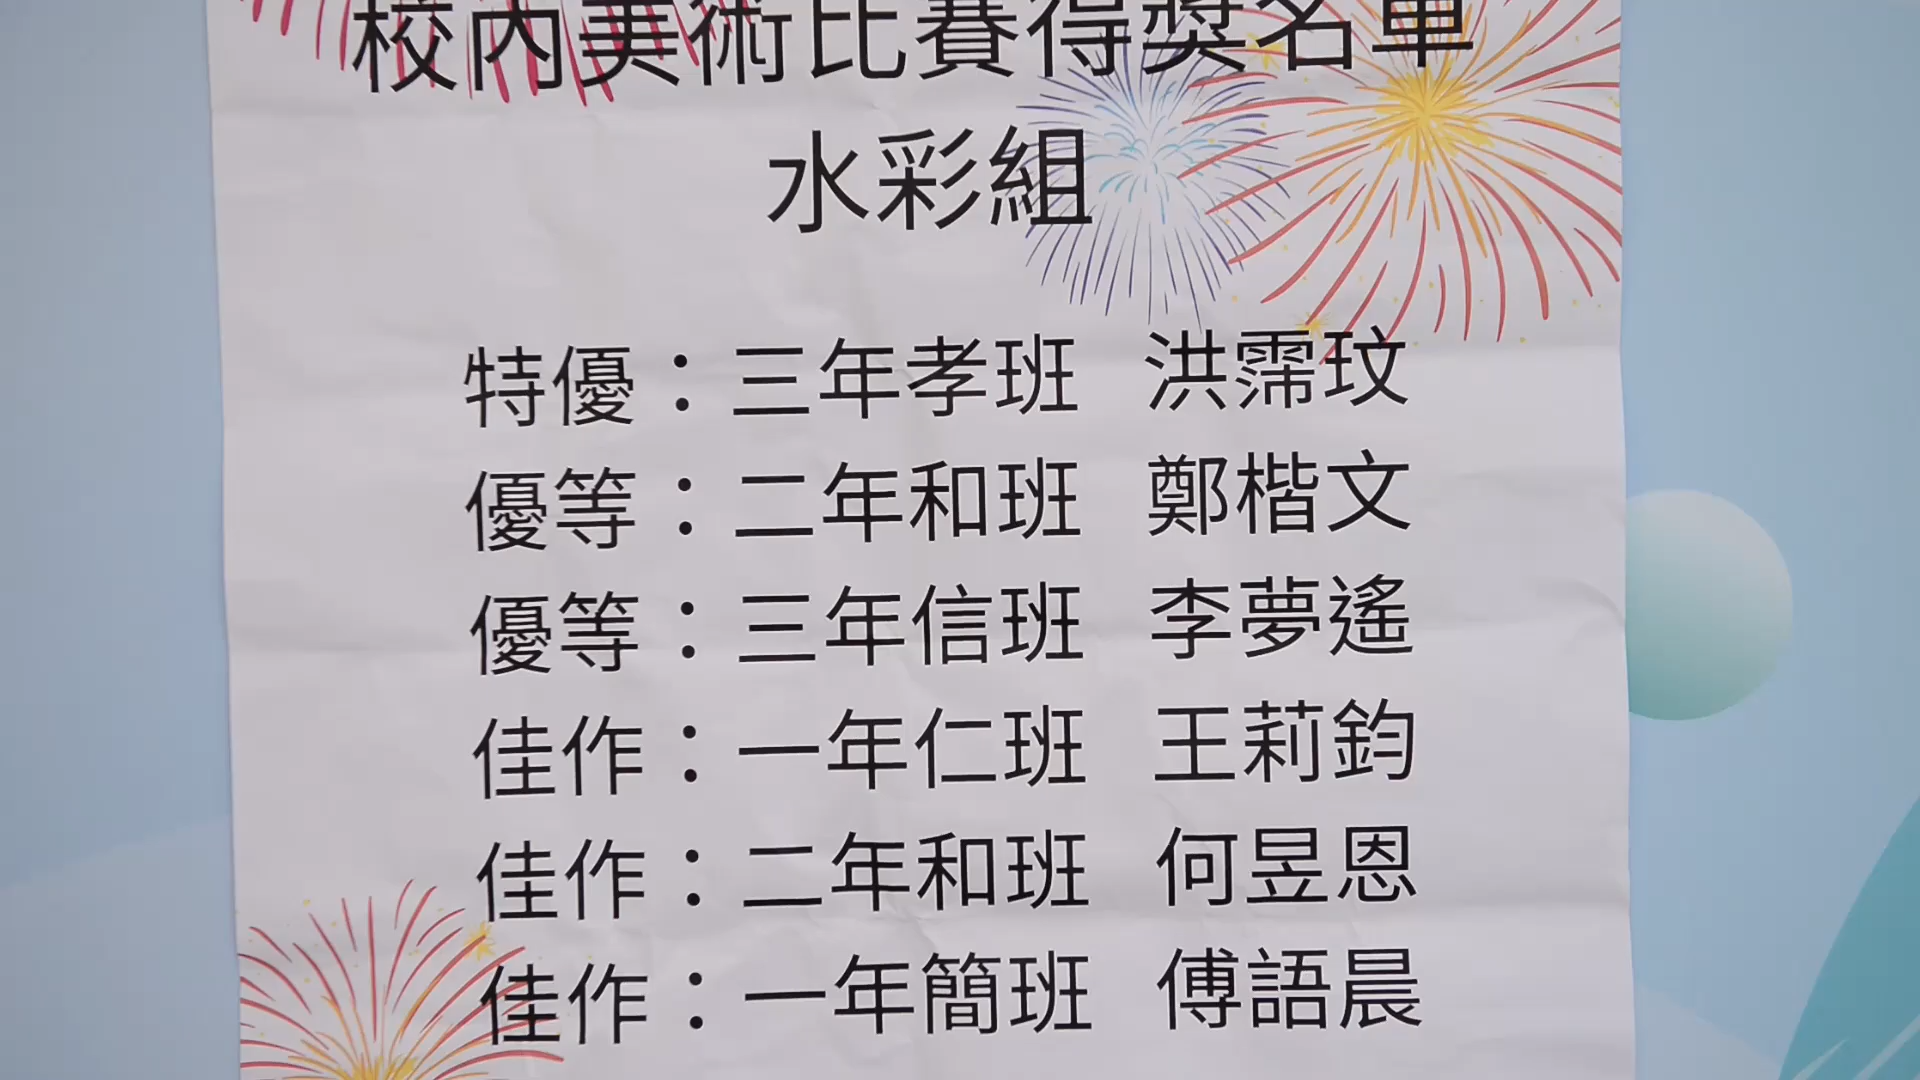 校內美術比賽得獎名單
水彩組
特優：三年孝班 洪霈玟
優等：二年和班 鄭楷文
優等：三年信班 李夢遙
佳作：一年仁班 王莉鈞
佳作：二年和班 何昱恩
佳作：一年簡班 傅語晨